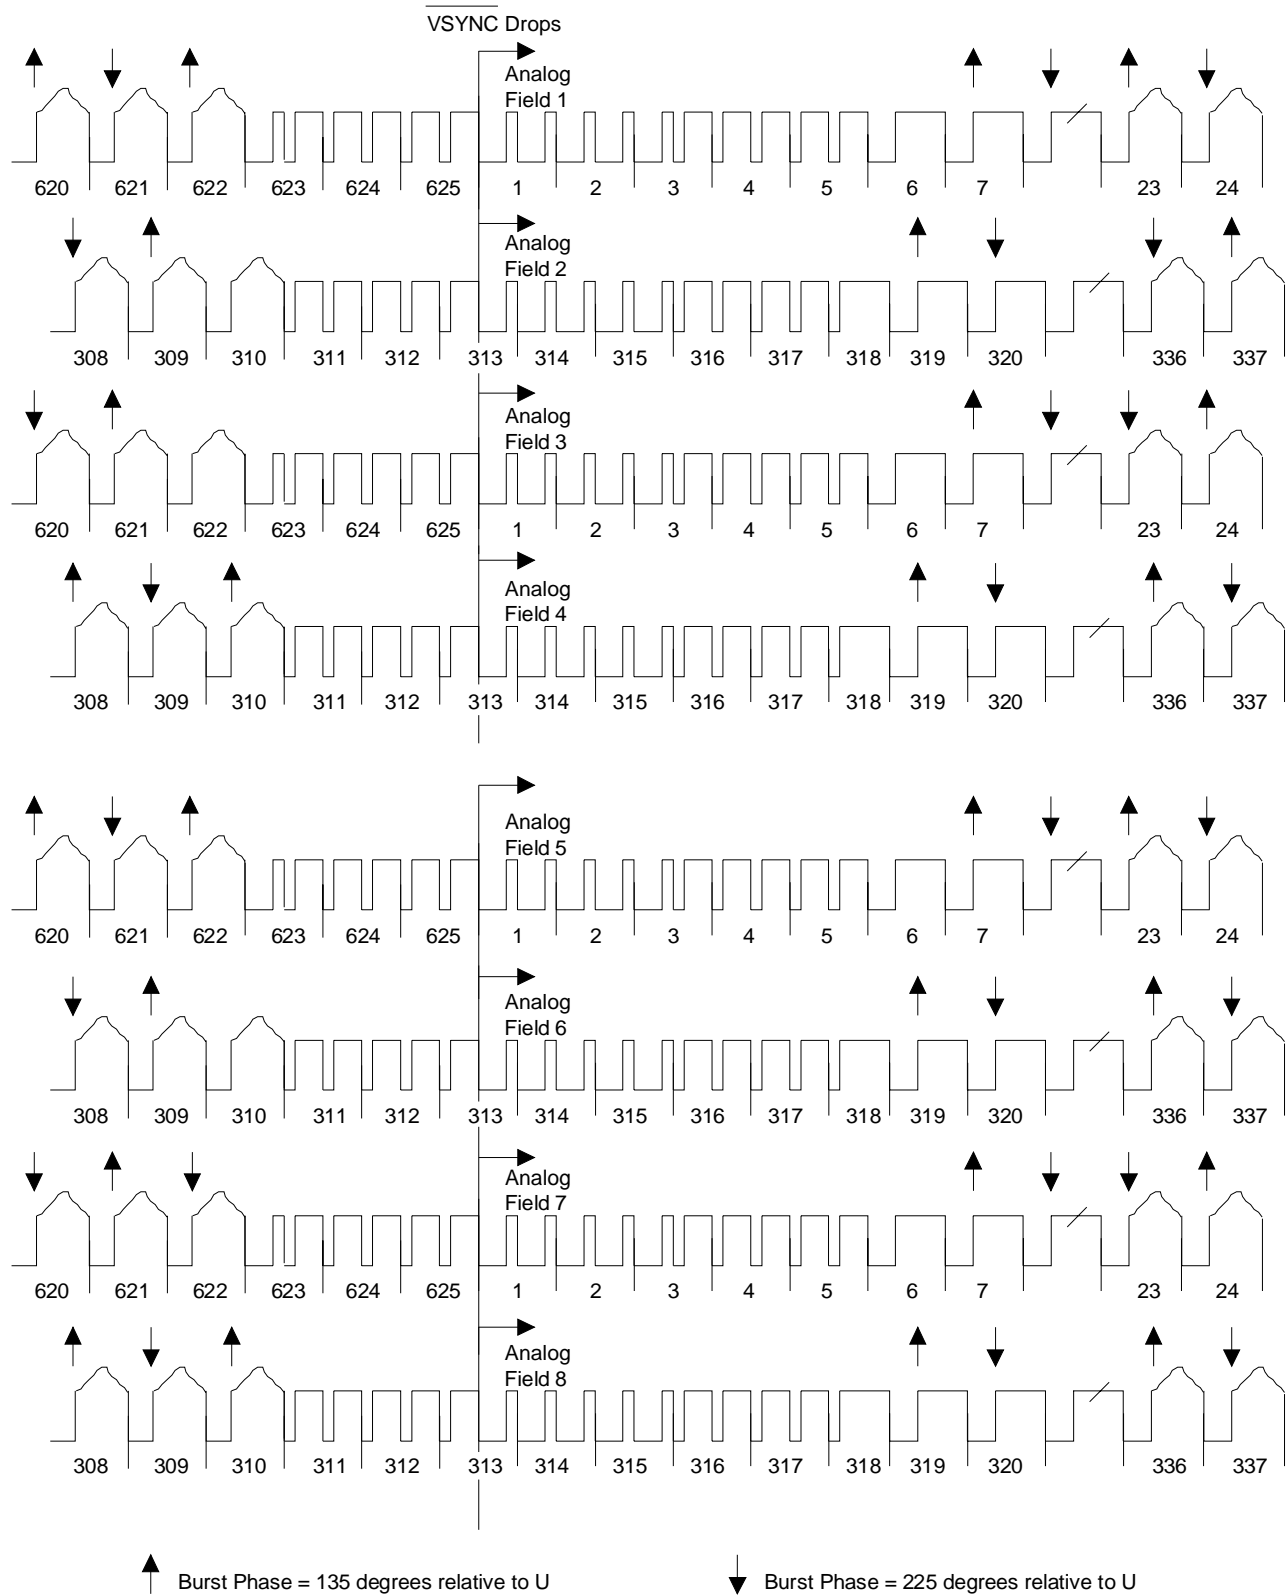 VSYNC Drops
Analog
Field 1
620 621 622 623 624 625 1 2 3 4 5 6 7 23 24
Analog
Field 2
308 309 310 311 312 313 314 315 316 317 318 319 320 336 337
Analog
Field 3
620 621 622 623 624 625 1 2 3 4 5 6 7 23 24
Analog
Field 4
308 309 310 311 312 313 314 315 316 317 318 319 320 336 337
Analog
Field 5
620 621 622 623 624 625 1 2 3 4 5 6 7 23 24
Analog
Field 6
308 309 310 311 312 313 314 315 316 317 318 319 320 336 337
Analog
Field 7
620 621 622 623 624 625 1 2 3 4 5 6 7 23 24
Analog
Field 8
308 309 310 311 312 313 314 315 316 317 318 319 320 336 337
Burst Phase = 135 degrees relative to U Burst Phase = 225 degrees relative to U